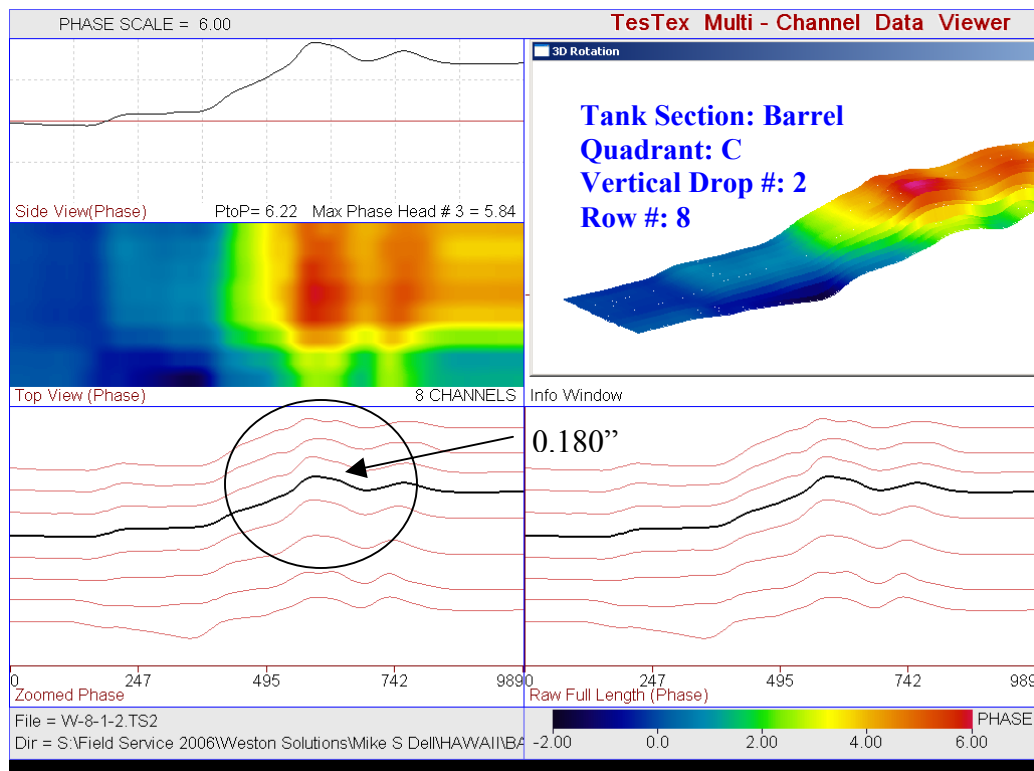 PHASE SCALE = 6.00
TesTex Multi - Channel Data Viewer
3D Rotation
Tank Section: Barrel
Quadrant: C
Vertical Drop #: 2
Row #: 8
Side View(Phase) PtoP= 6.22 Max Phase Head # 3 = 5.84
Top View (Phase) 8 CHANNELS
Info Window
0.180”
0 247 495 742 989
Zoomed Phase
0 247 495 742 989
Raw Full Length (Phase)
File = W-8-1-2.TS2
Dir = S:\Field Service 2006\Weston Solutions\Mike S Dell\HAWAII\BA
PHASE
-2.00 0.0 2.00 4.00 6.00